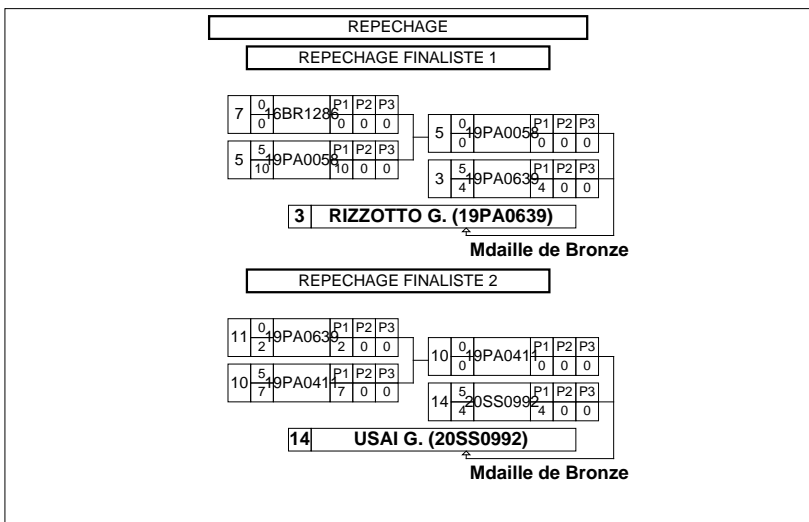 REPECHAGE
REPECHAGE FINALISTE 1
7 0 16BR1286 P1 P2 P3
0 0 0 0
5 5 19PA0058 P1 P2 P3
10 10 0 0
5 0 19PA0058 P1 P2 P3
0 0 0 0
3 5 19PA0639 P1 P2 P3
4 4 0 0
3 RIZZOTTO G. (19PA0639)
Mdaille de Bronze
REPECHAGE FINALISTE 2
11 0 19PA0639 P1 P2 P3
2 2 0 0
10 5 19PA0411 P1 P2 P3
7 7 0 0
10 0 19PA0411 P1 P2 P3
0 0 0 0
14 5 20SS0992 P1 P2 P3
4 4 0 0
14 USAI G. (20SS0992)
Mdaille de Bronze